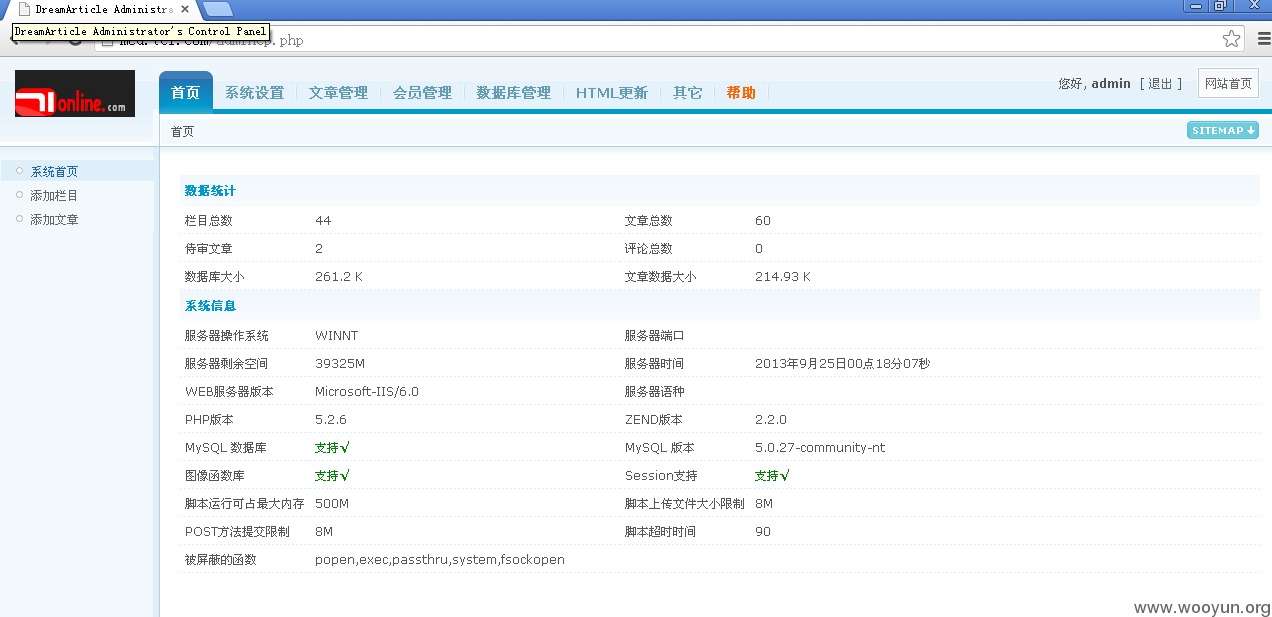 DreamArticle Administra
DreamArticle Administrator's Control Panel
med.tcl.com/admincp.php
online.com
首页 系统设置 文章管理 会员管理 数据库管理 HTML更新 其它 帮助
您好, admin [ 退出 ] 网站首页
首页
SITEMAP
系统首页
添加栏目
添加文章
数据统计
栏目总数 44 文章总数 60
待审文章 2 评论总数 0
数据库大小 261.2 K 文章数据大小 214.93 K
系统信息
服务器操作系统 WINNT 服务器端口
服务器剩余空间 39325M 服务器时间 2013年9月25日00点18分07秒
WEB服务器版本 Microsoft-IIS/6.0 服务器语种
PHP版本 5.2.6 ZEND版本 2.2.0
MySQL 数据库 支持√ MySQL 版本 5.0.27-community-nt
图像函数库 支持√ Session支持 支持√
脚本运行可占最大内存 500M 脚本上传文件大小限制 8M
POST方法提交限制 8M 脚本超时时间 90
被屏蔽的函数 popen,exec,passthru,system,fsockopen
www.wooyun.org